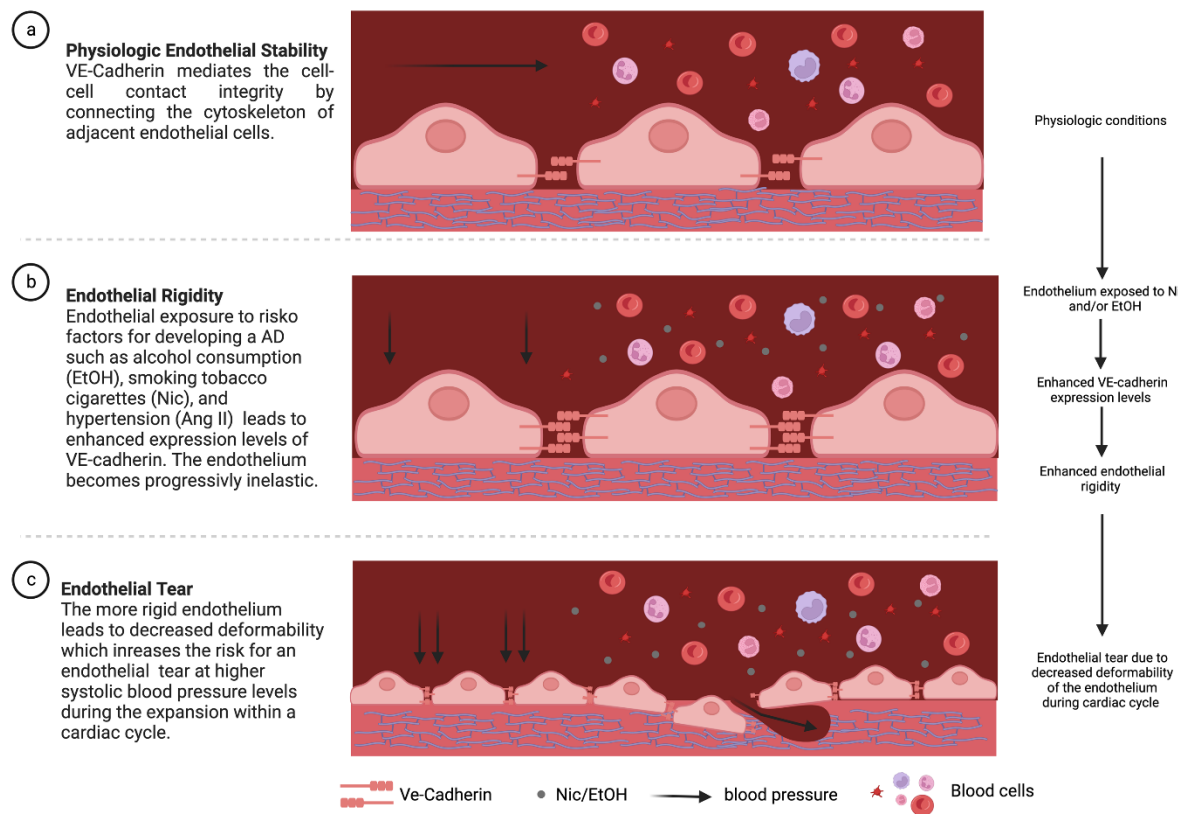 a
Physiologic Endothelial Stability
VE-Cadherin mediates the cell-
cell contact integrity by
connecting the cytoskeleton of
adjacent endothelial cells.
Physiologic conditions
b
Endothelial Rigidity
Endothelial exposure to risko
factors for developing a AD
such as alcohol consumption
(EtOH), smoking tobacco
cigarettes (Nic), and
hypertension (Ang II) leads to
enhanced expression levels of
VE-cadherin. The endothelium
becomes progressivly inelastic.
Endothelium exposed to N
and/or EtOH
Enhanced VE-cadherin
expression levels
Enhanced endothelial
rigidity
c
Endothelial Tear
The more rigid endothelium
leads to decreased deformability
which inreases the risk for an
endothelial tear at higher
systolic blood pressure levels
during the expansion within a
cardiac cycle.
Endothelial tear due to
decreased deformability
of the endothelium
during cardiac cycle
Ve-Cadherin
Nic/EtOH
blood pressure
Blood cells